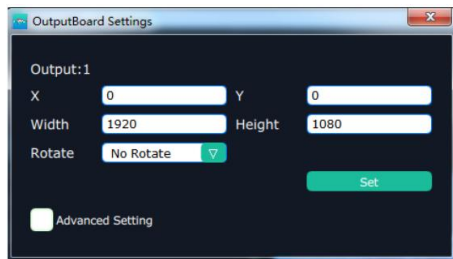 OutputBoard Settings
Output:1
X 0 Y 0
Width 1920 Height 1080
Rotate No Rotate
Set
Advanced Setting